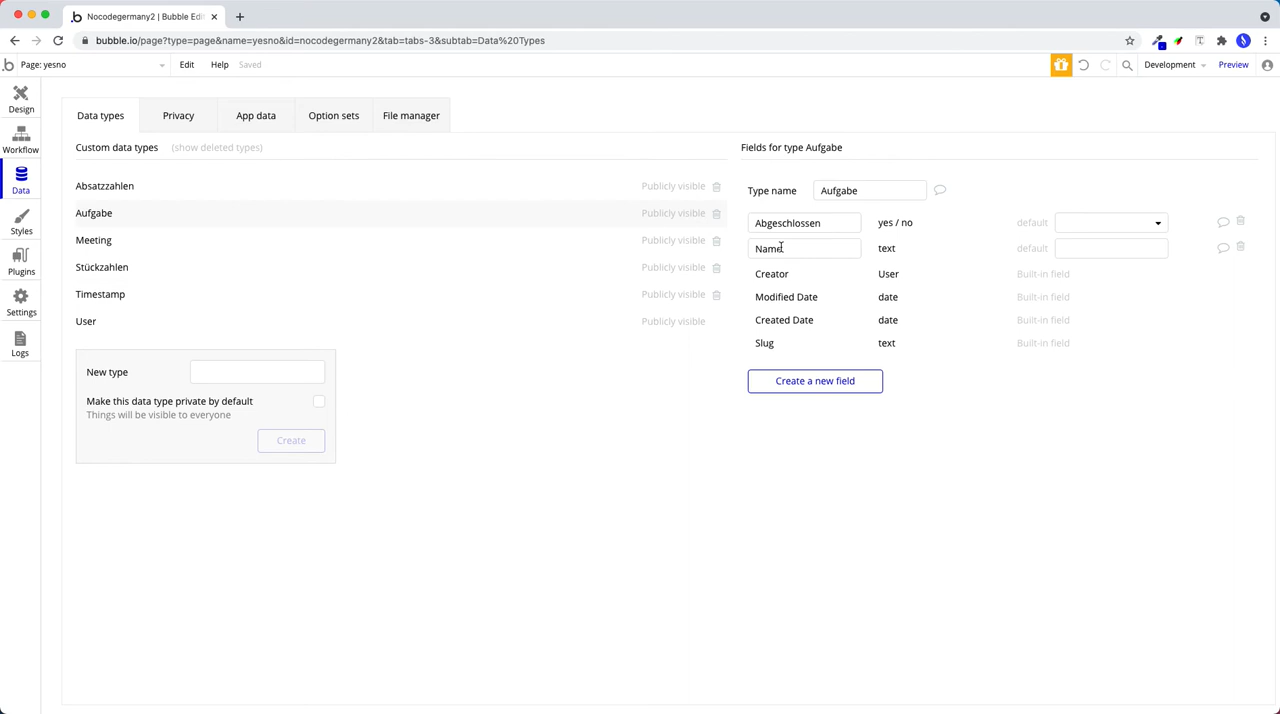 Nocodegermany2 | Bubble Edit
bubble.io/page?type=page&name=yesno&id=nocodegermany2&tab=tabs-3&subtab=Data%20Types
Page: yesno
Edit
Help
Saved
Development
Preview
Design
Workflow
Data
Styles
Plugins
Settings
Logs
Data types
Privacy
App data
Option sets
File manager
Custom data types (show deleted types)
Absatzzahlen Publicly visible
Aufgabe Publicly visible
Meeting Publicly visible
Stückzahlen Publicly visible
Timestamp Publicly visible
User Publicly visible
New type
Make this data type private by default
Things will be visible to everyone
Create
Fields for type Aufgabe
Type name Aufgabe
Abgeschlossen yes / no default
Name text default
Creator User Built-in field
Modified Date date Built-in field
Created Date date Built-in field
Slug text Built-in field
Create a new field